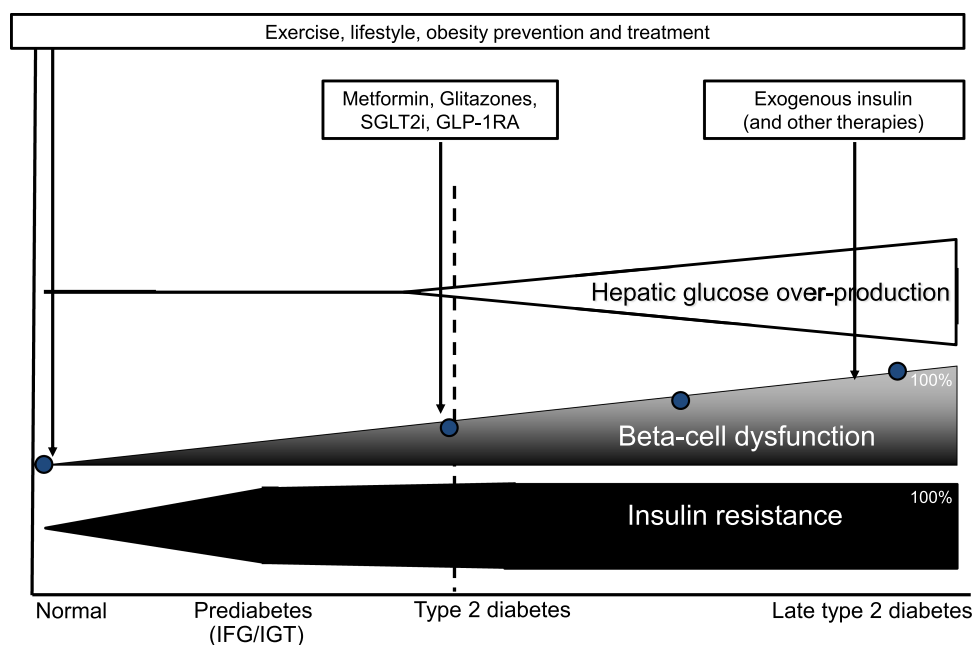 Exercise, lifestyle, obesity prevention and treatment
Metformin, Glitazones,
SGLT2i, GLP-1RA
Exogenous insulin
(and other therapies)
Hepatic glucose over-production
100%
Beta-cell dysfunction
100%
Insulin resistance
Normal
Prediabetes
(IFG/IGT)
Type 2 diabetes
Late type 2 diabetes